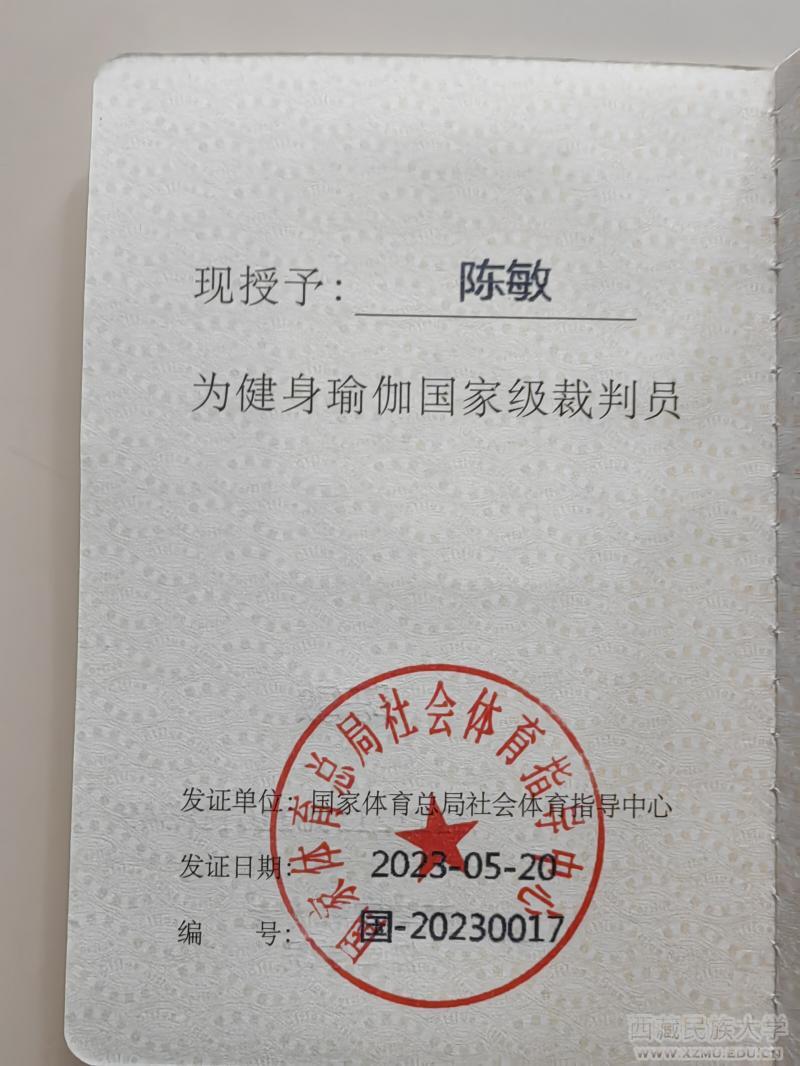 现授予：陈敏
为健身瑜伽国家级裁判员
国家体育总局社会体育指导中心
发证单位：国家体育总局社会体育指导中心
发证日期：2023-05-20
编 号：国-20230017
西藏民族大学
WWW.XZMU.EDU.CN